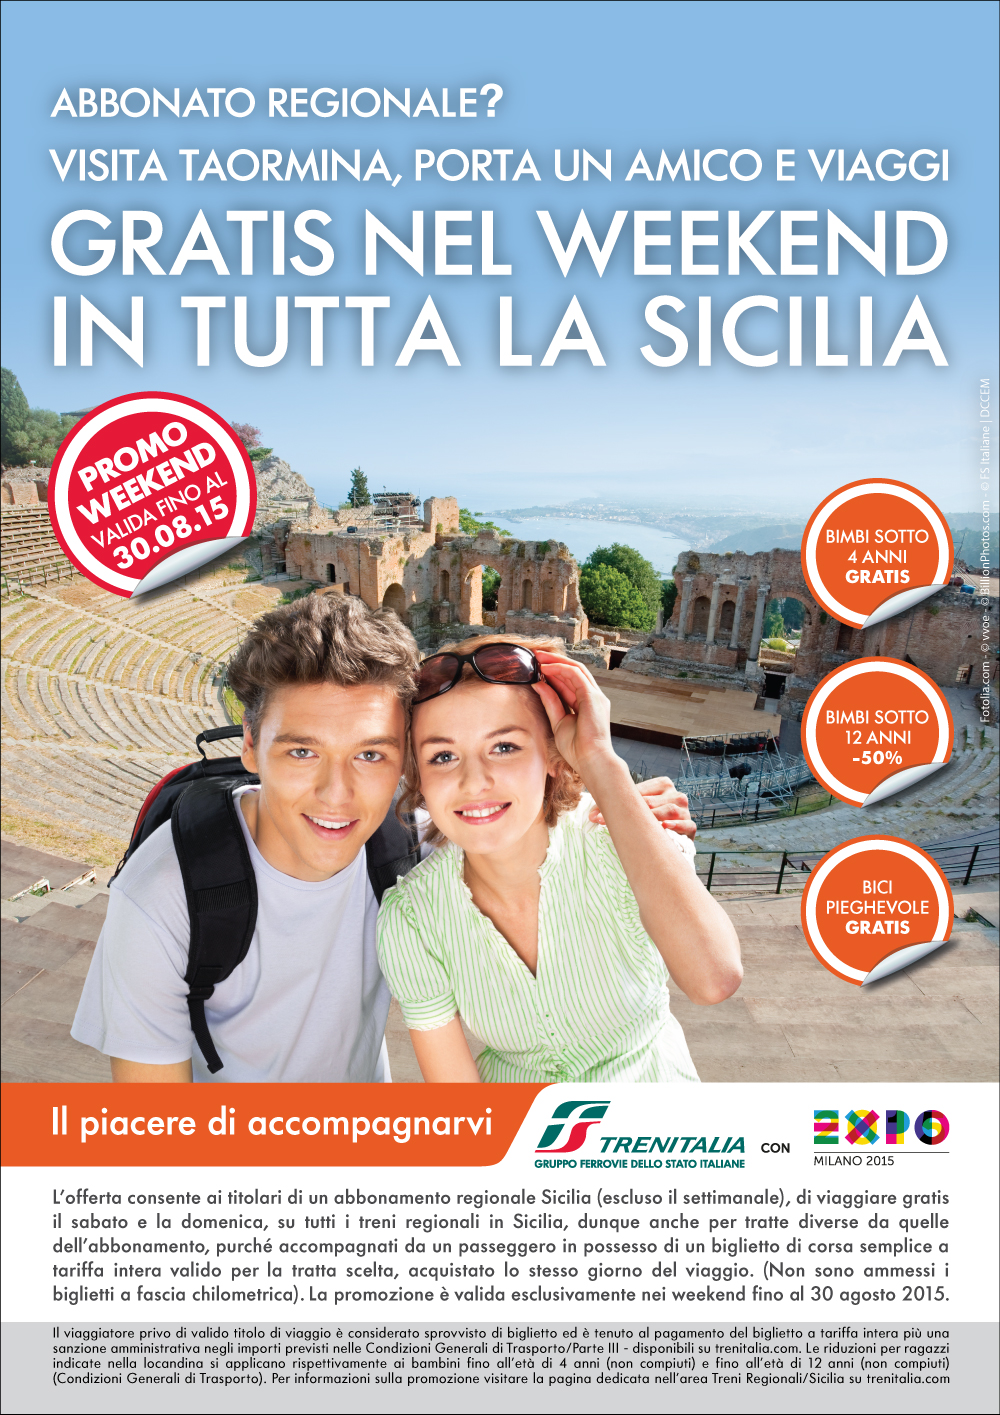 ABBONATO REGIONALE?
VISITA TAORMINA, PORTA UN AMICO E VIAGGI
GRATIS NEL WEEKEND
IN TUTTA LA SICILIA
PROMO
WEEKEND
VALIDA FINO AL
30.08.15
BIMBI SOTTO
4 ANNI
GRATIS
BIMBI SOTTO
12 ANNI
-50%
BICI
PIEGHEVOLE
GRATIS
Fotolia.com - © vvoe - © BillionPhotos.com - © FS Italiane | DCCEM
Il piacere di accompagnarvi
TRENITALIA
GRUPPO FERROVIE DELLO STATO ITALIANE
CON
EXPO
MILANO 2015
L'offerta consente ai titolari di un abbonamento regionale Sicilia (escluso il settimanale), di viaggiare gratis
il sabato e la domenica, su tutti i treni regionali in Sicilia, dunque anche per tratte diverse da quelle
dell'abbonamento, purché accompagnati da un passeggero in possesso di un biglietto di corsa semplice a
tariffa intera valido per la tratta scelta, acquistato lo stesso giorno del viaggio. (Non sono ammessi i
biglietti a fascia chilometrica). La promozione è valida esclusivamente nei weekend fino al 30 agosto 2015.
Il viaggiatore privo di valido titolo di viaggio è considerato sprovvisto di biglietto ed è tenuto al pagamento del biglietto a tariffa intera più una
sanzione amministrativa negli importi previsti nelle Condizioni Generali di Trasporto/Parte III - disponibili su trenitalia.com. Le riduzioni per ragazzi
indicate nella locandina si applicano rispettivamente ai bambini fino all'età di 4 anni (non compiuti) e fino all'età di 12 anni (non compiuti)
(Condizioni Generali di Trasporto). Per informazioni sulla promozione visitare la pagina dedicata nell'area Treni Regionali/Sicilia su trenitalia.com